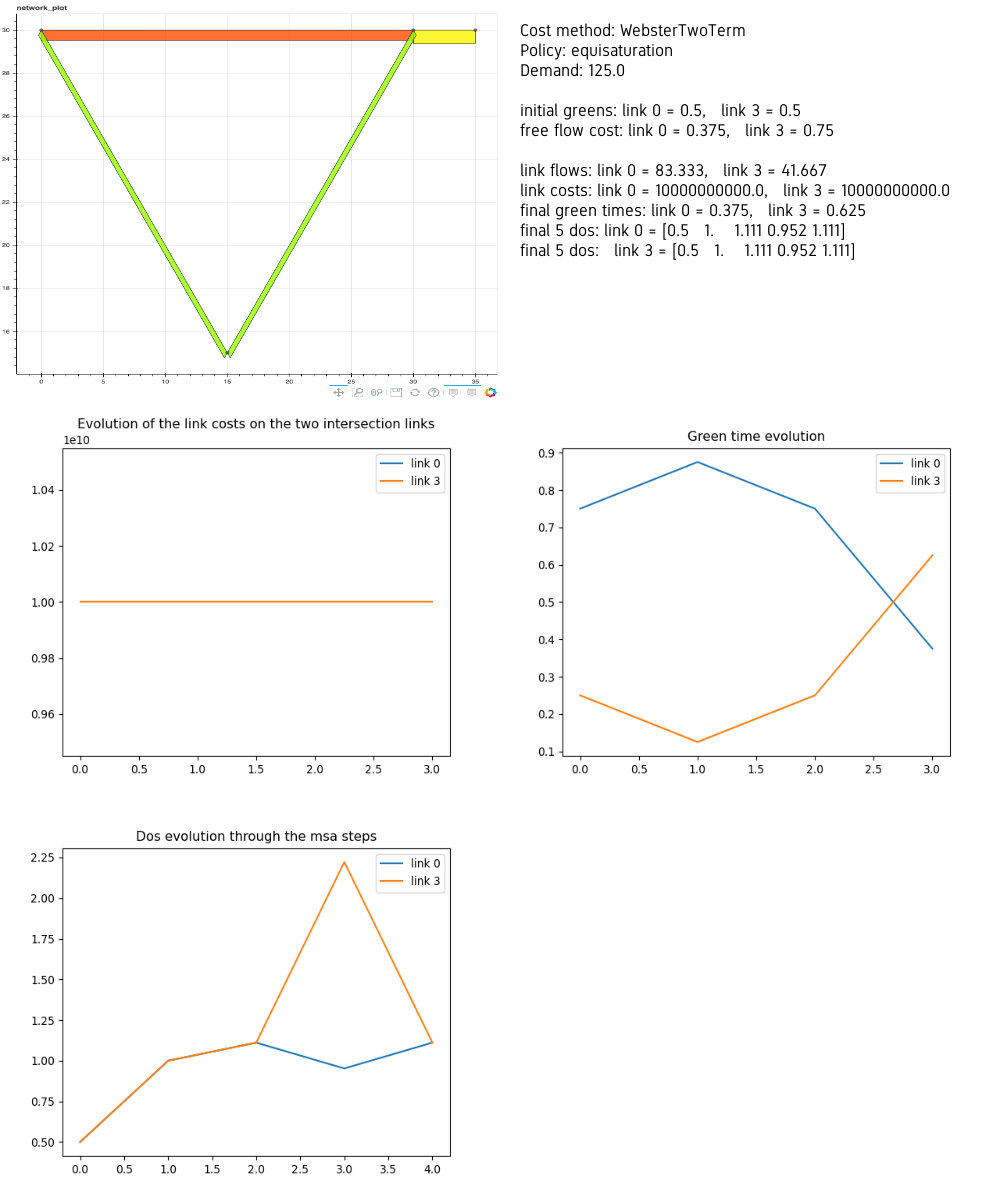 network_plot
30
28
26
24
22
20
18
16
0 5 10 15 20 25 30 35
Cost method: WebsterTwoTerm
Policy: equisaturation
Demand: 125.0
initial greens: link 0 = 0.5, link 3 = 0.5
free flow cost: link 0 = 0.375, link 3 = 0.75
link flows: link 0 = 83.333, link 3 = 41.667
link costs: link 0 = 10000000000.0, link 3 = 10000000000.0
final green times: link 0 = 0.375, link 3 = 0.625
final 5 dos: link 0 = [0.5 1. 1.111 0.952 1.111]
final 5 dos: link 3 = [0.5 1. 1.111 0.952 1.111]
Evolution of the link costs on the two intersection links
1e10
link 0
link 3
1.04
1.02
1.00
0.98
0.96
0.0 0.5 1.0 1.5 2.0 2.5 3.0
Green time evolution
link 0
link 3
0.9
0.8
0.7
0.6
0.5
0.4
0.3
0.2
0.1
0.0 0.5 1.0 1.5 2.0 2.5 3.0
Dos evolution through the msa steps
link 0
link 3
2.25
2.00
1.75
1.50
1.25
1.00
0.75
0.50
0.0 0.5 1.0 1.5 2.0 2.5 3.0 3.5 4.0